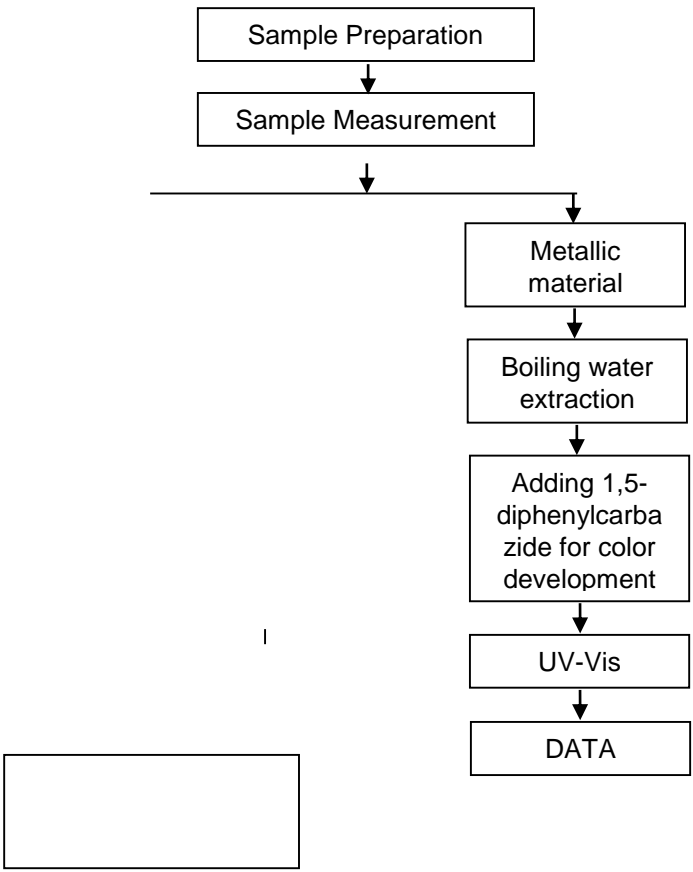 Sample Preparation
Sample Measurement
Metallic
material
Boiling water
extraction
Adding 1,5-
diphenylcarba
zide for color
development
UV-Vis
DATA